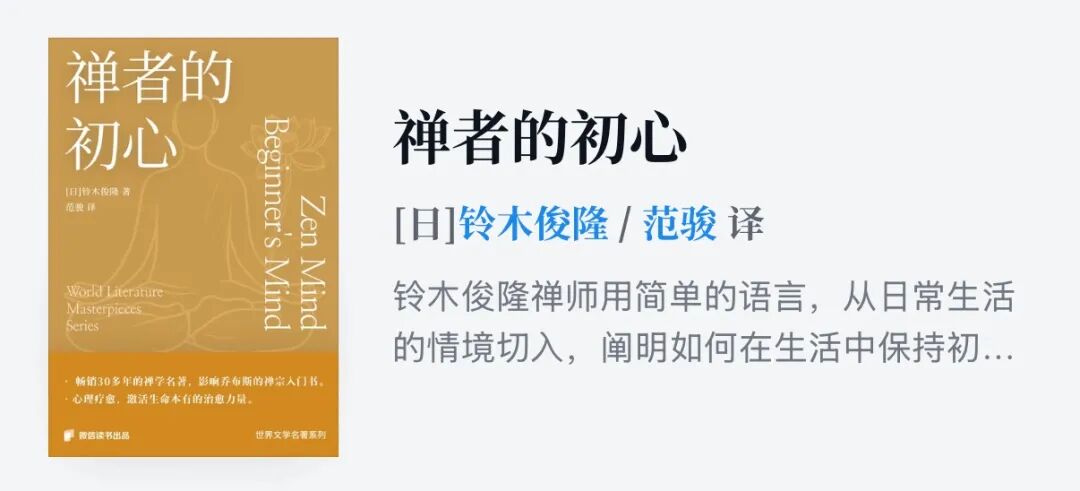 禅者的
初心
[日]铃木俊隆 著
范骏 译
Zen Mind
Beginner's Mind
World Literature
Masterpieces
Series
· 畅销30多年的禅学名著，影响乔布斯的禅宗入门书。
· 心理疗愈，激活生命本有的治愈力量。
微信读书出品
世界文学名著系列
禅者的初心
[日]铃木俊隆 / 范骏 译
铃木俊隆禅师用简单的语言，从日常生活
的情境切入，阐明如何在生活中保持初...